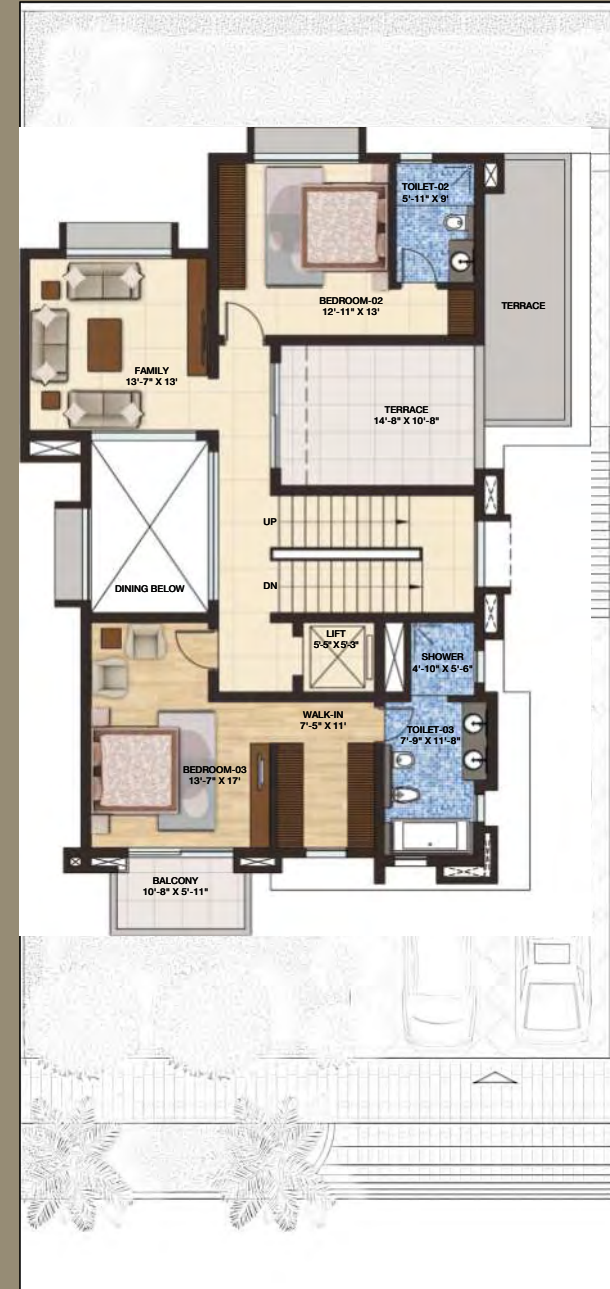 TOILET-02
5'-11" X 9'
BEDROOM-02
12'-11" X 13'
TERRACE
FAMILY
13'-7" X 13'
TERRACE
14'-8" X 10'-8"
UP
DINING BELOW
DN
LIFT
5'-5" X 5'-3"
SHOWER
4'-10" X 5'-6"
WALK-IN
7'-5" X 11'
TOILET-03
7'-9" X 11'-8"
BEDROOM-03
13'-7" X 17'
BALCONY
10'-8" X 5'-11"